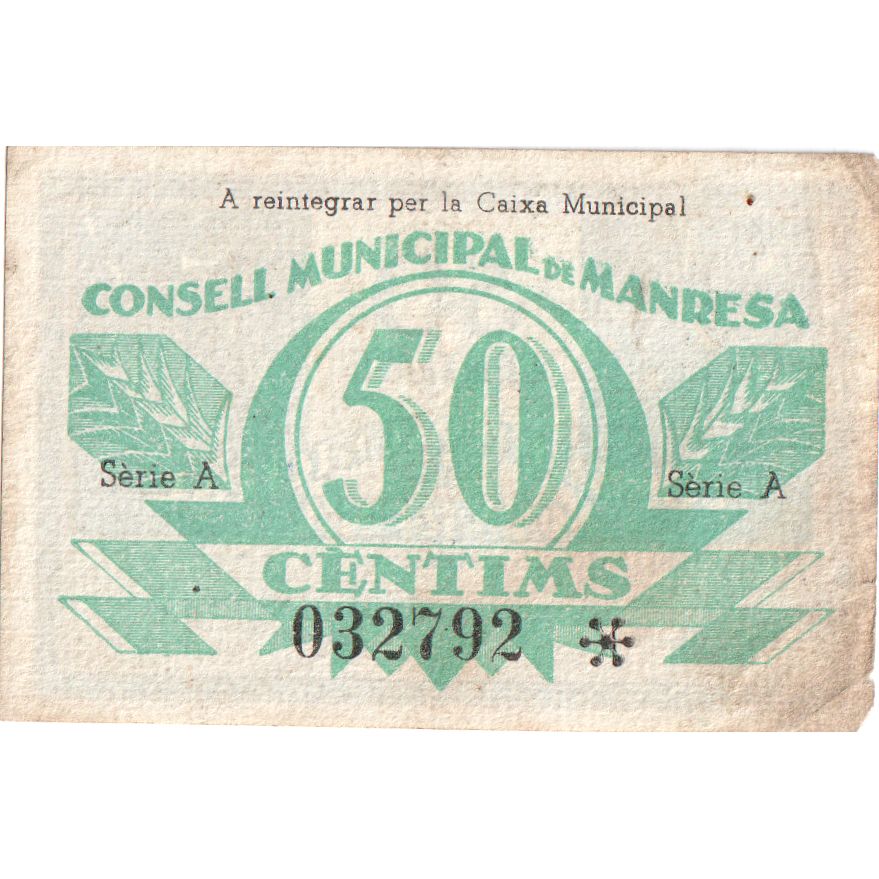 A reintegrar per la Caixa Municipal
CONSELL MUNICIPAL DE MANRESA
50
Sèrie A Sèrie A
CÈNTIMS
032792 *